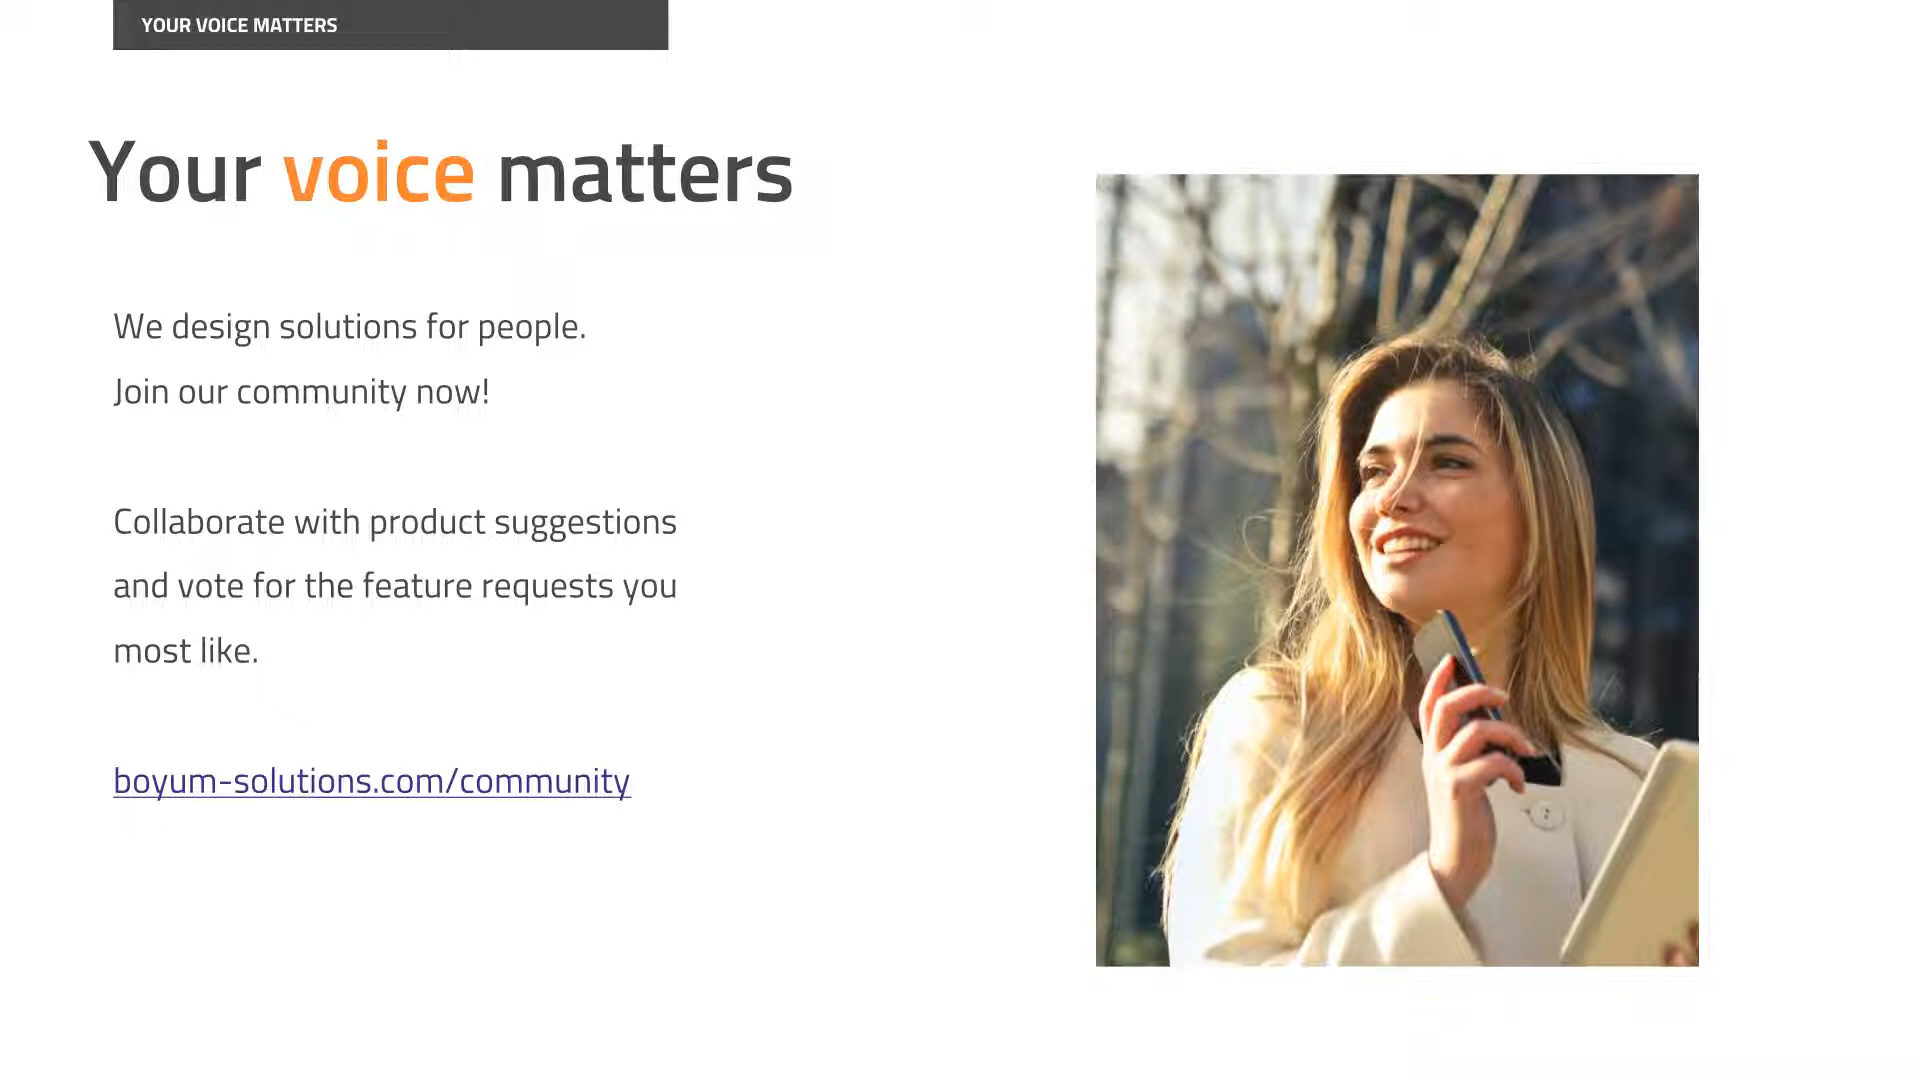 YOUR VOICE MATTERS
Your voice matters
We design solutions for people.
Join our community now!
Collaborate with product suggestions
and vote for the feature requests you
most like.
boyum-solutions.com/community